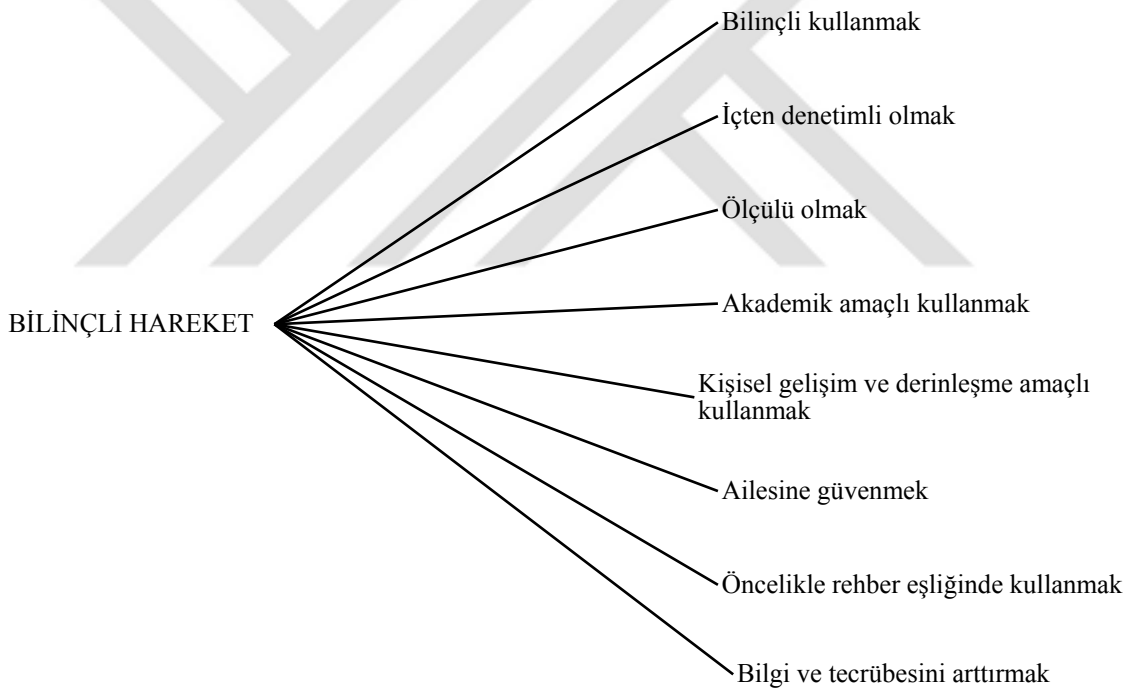 Bilinçli kullanmak
İçten denetimli olmak
Ölçülü olmak
Akademik amaçlı kullanmak
BİLİNÇLİ HAREKET
Kişisel gelişim ve derinleşme amaçlı
kullanmak
Ailesine güvenmek
Öncelikle rehber eşliğinde kullanmak
Bilgi ve tecrübesini arttırmak